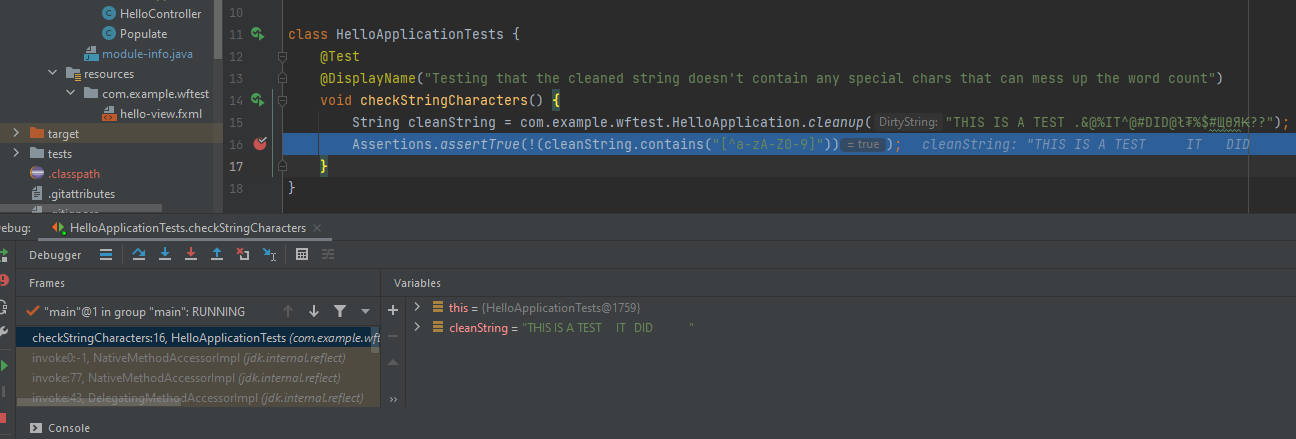 HelloController
Populate
module-info.java
resources
com.example.wftest
hello-view.fxml
target
tests
.classpath
.gitattributes
10
11 class HelloApplicationTests {
12 @Test
13 @DisplayName("Testing that the cleaned string doesn't contain any special chars that can mess up the word count")
14 void checkStringCharacters() {
15 String cleanString = com.example.wftest.HelloApplication.cleanup( DirtyString: "THIS IS A TEST .&@%IT^@#DID@
16 Assertions.assertTrue(!(cleanString.contains("[^a-zA-Z0-9]")) = true ); cleanString: "THIS IS A TEST IT DID
17 }
18 }
ebug: HelloApplicationTests.checkStringCharacters
Debugger
Frames
Variables
"main"@1 in group "main": RUNNING
checkStringCharacters:16, HelloApplicationTests (com.example.wft
invoke0:-1, NativeMethodAccessorImpl (jdk.internal.reflect)
invoke:77, NativeMethodAccessorImpl (jdk.internal.reflect)
invoke:43, DelegatingMethodAccessorImpl (jdk.internal.reflect)
this = {HelloApplicationTests@1759}
cleanString = "THIS IS A TEST IT DID "
Console